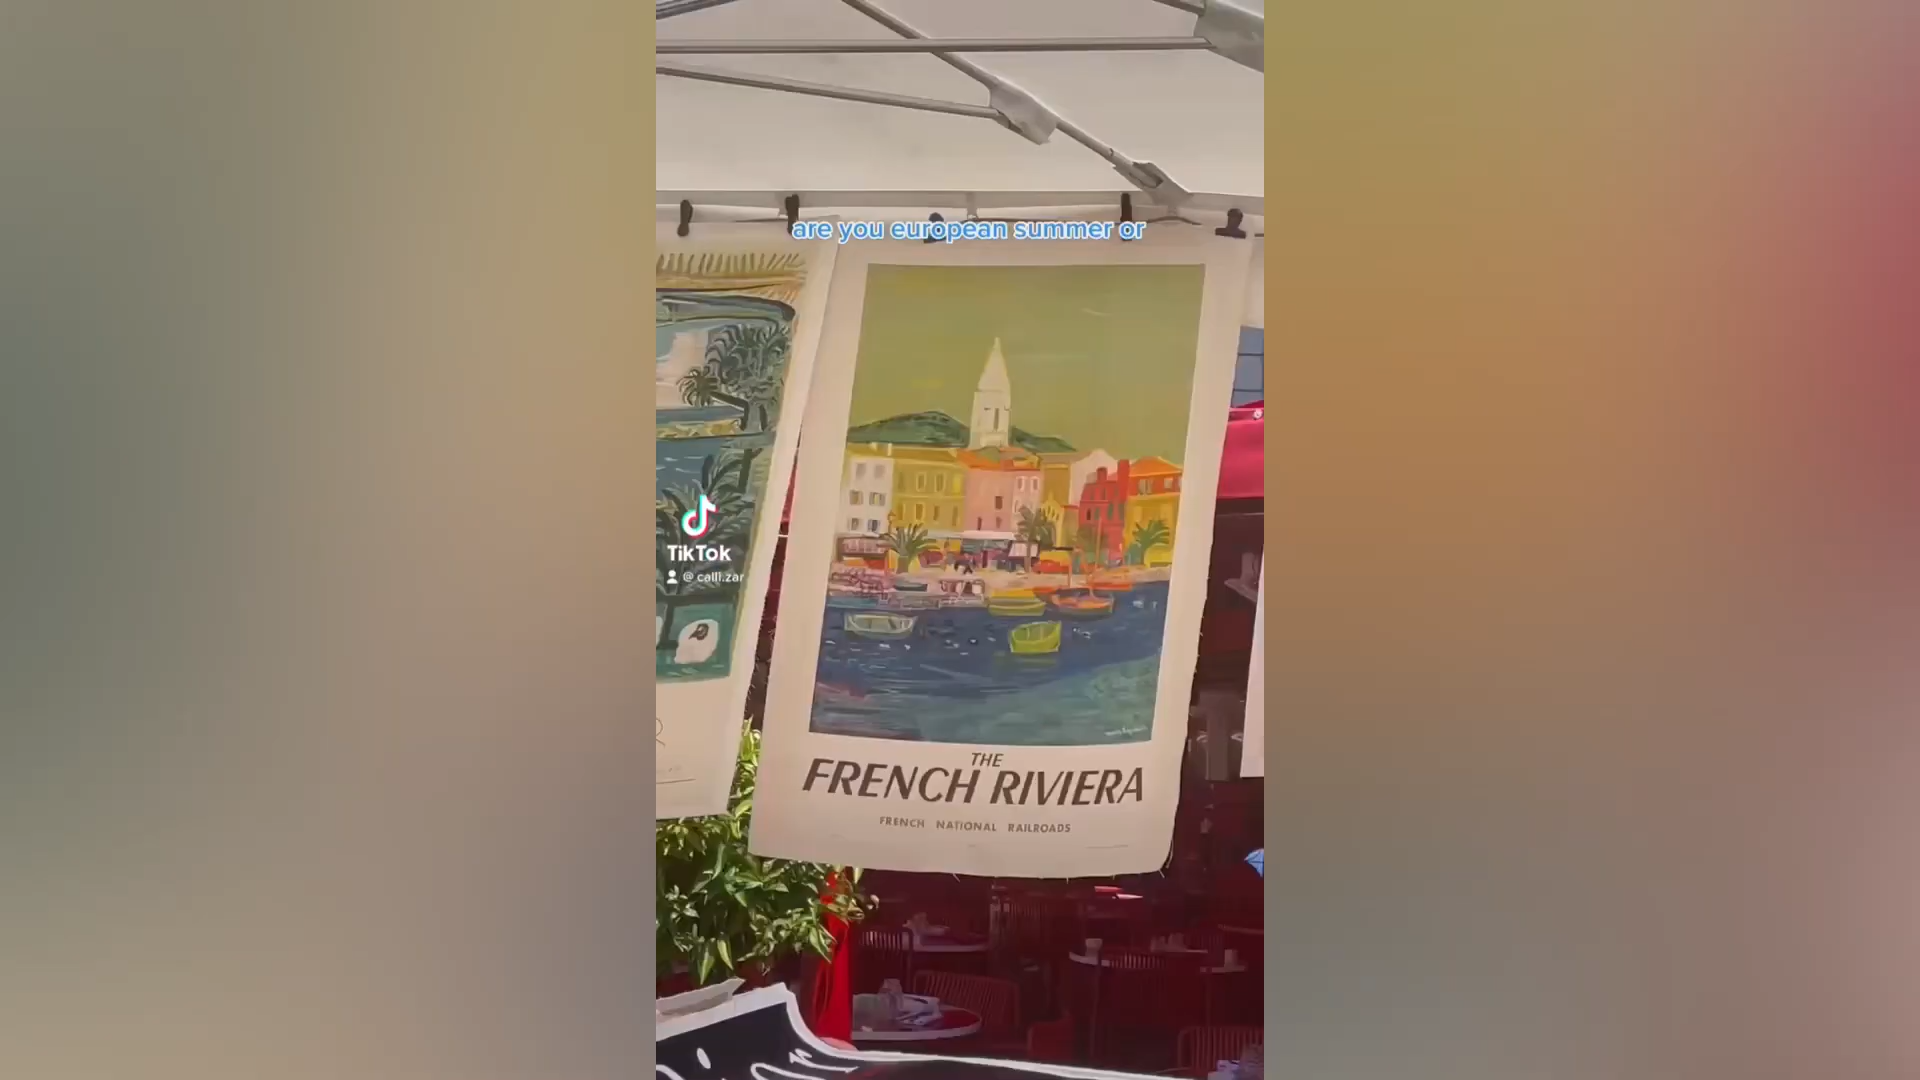 are you european summer or
TikTok
@ calli.zar
THE
FRENCH RIVIERA
FRENCH NATIONAL RAILROADS